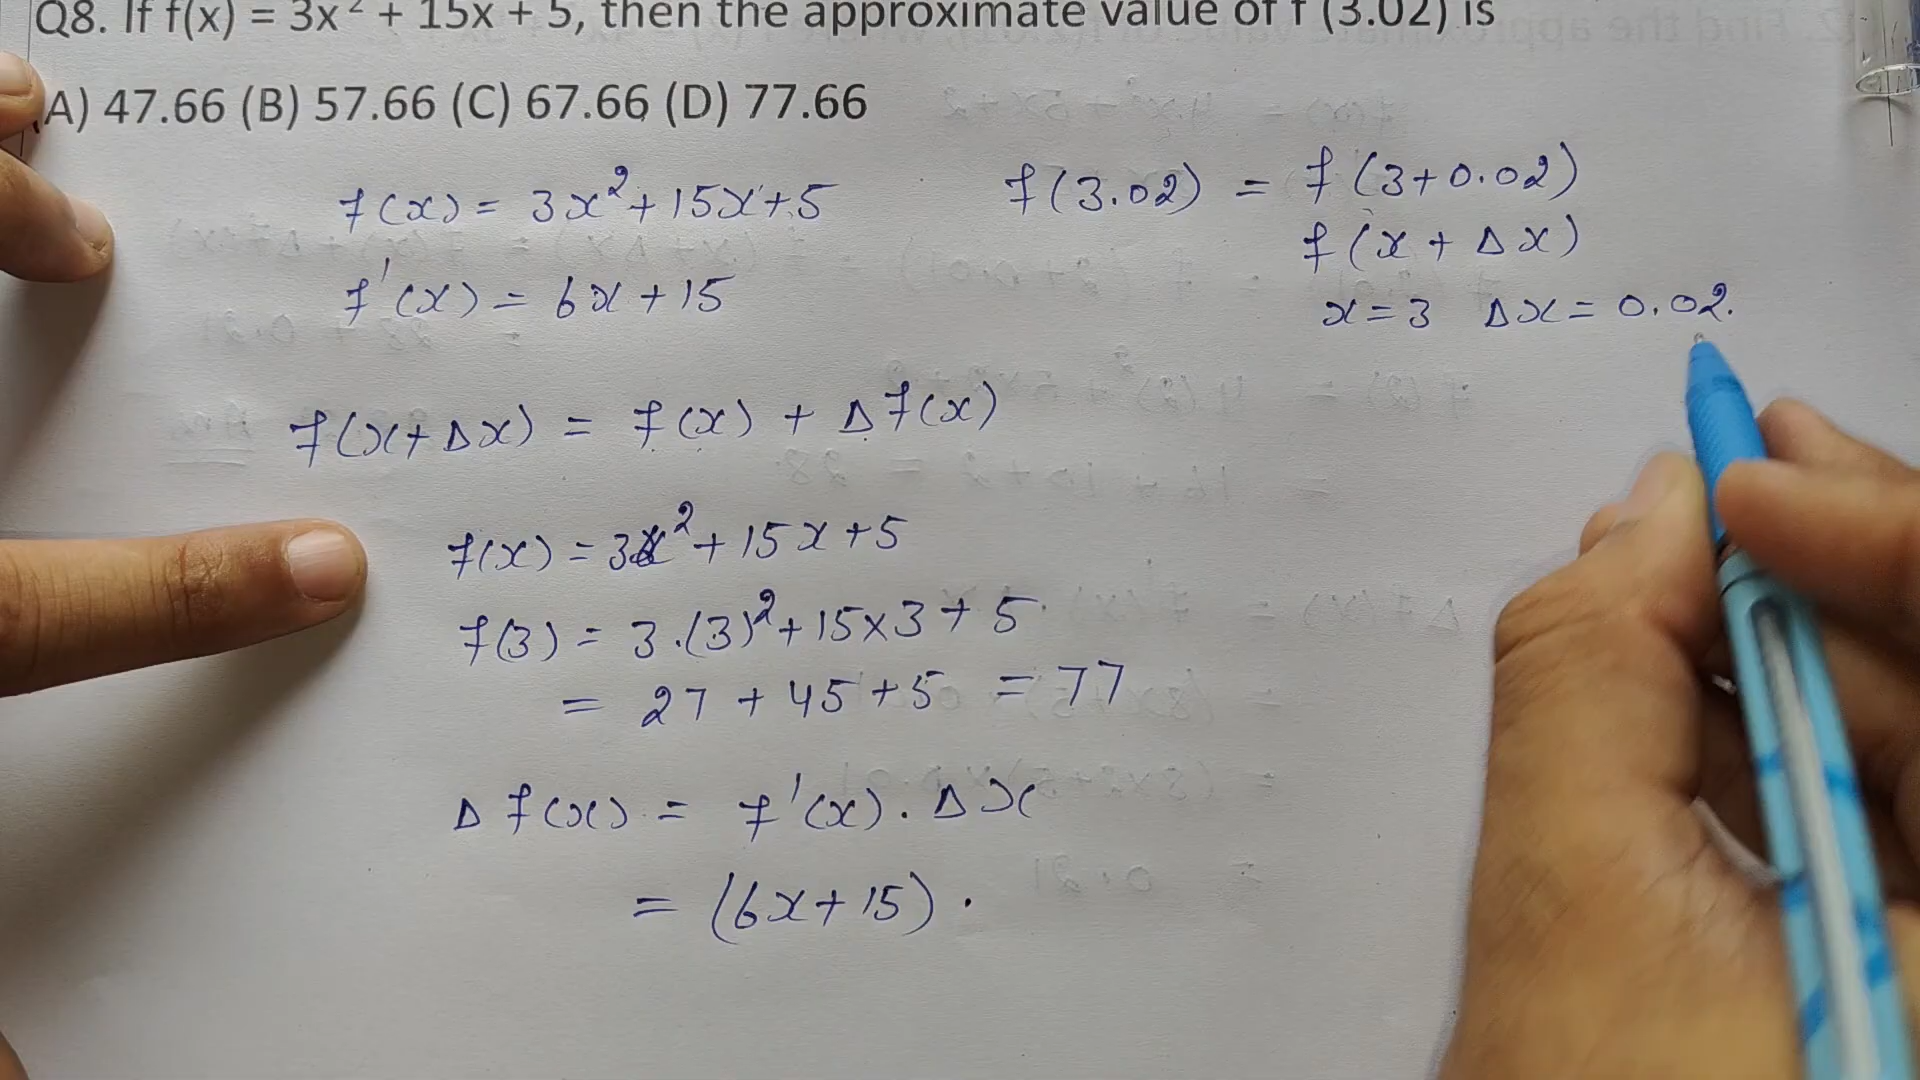 Q8. If f(x) = 3x² + 15x + 5, then the approximate value of f (3.02) is
A) 47.66 (B) 57.66 (C) 67.66 (D) 77.66
f(x) = 3x²+15x+5
f'(x) = 6x+15
f(3.02) = f(3+0.02)
f(x+Δx)
x=3 Δx=0.02.
f(x+Δx) = f(x) + Δf(x)
f(x) = 3x²+15x+5
f(3) = 3.(3)²+15x3+5
= 27+45+5 = 77
Δf(x) = f'(x).Δx
= (6x+15).